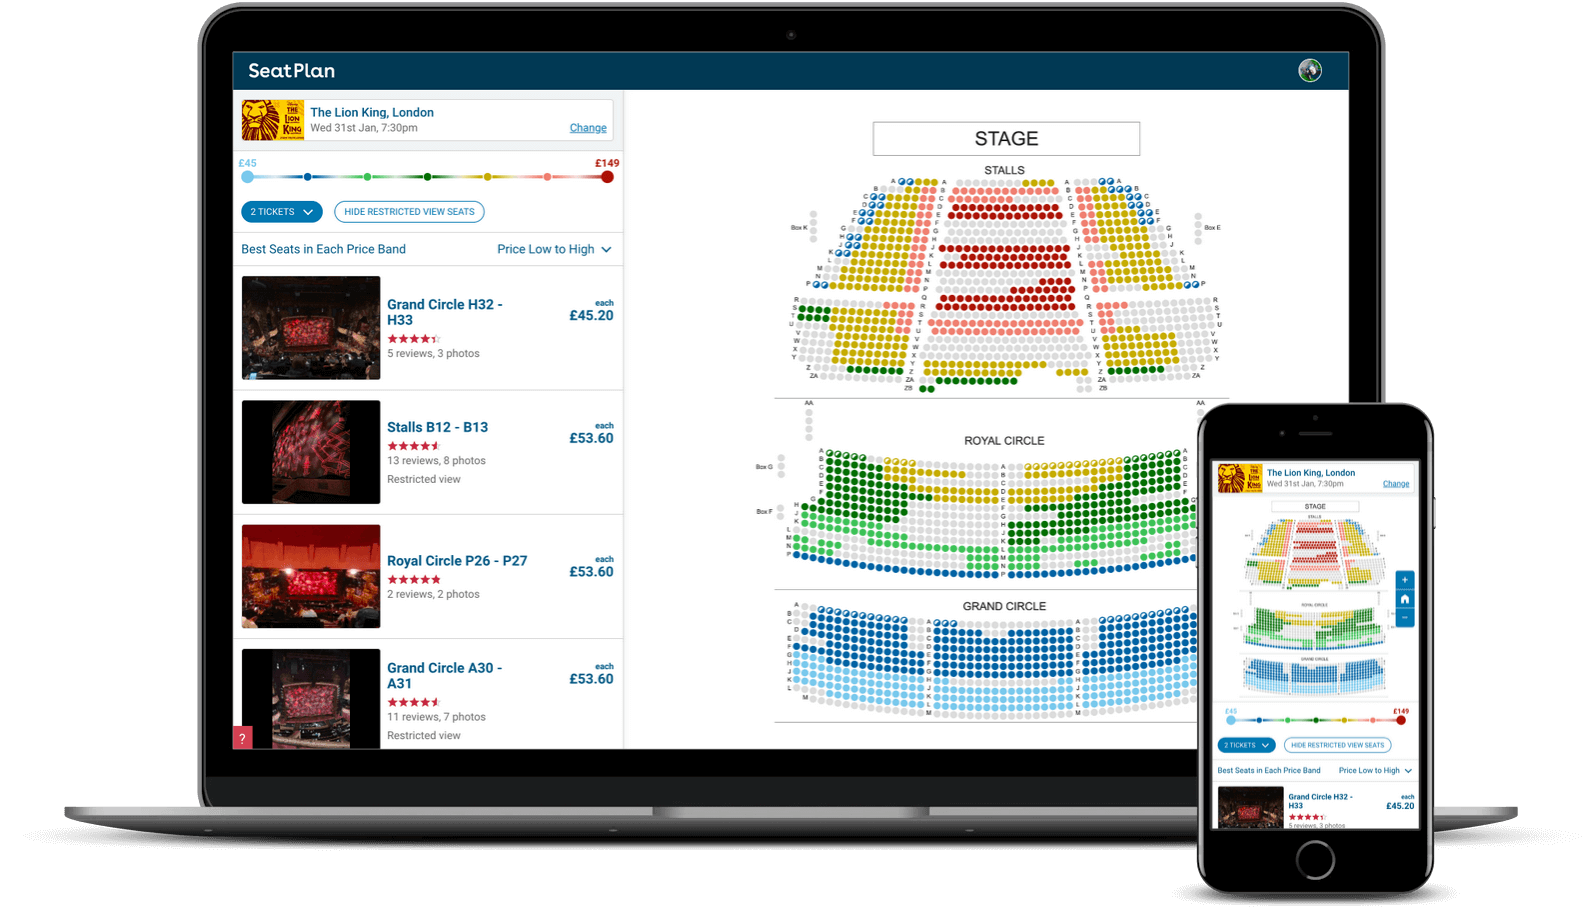 SeatPlan
THE
LION
KING
The Lion King, London
Wed 31st Jan, 7:30pm
Change
£45
£149
2 TICKETS
HIDE RESTRICTED VIEW SEATS
Best Seats in Each Price Band
Price Low to High
Grand Circle H32 -
H33
each
£45.20
5 reviews, 3 photos
Stalls B12 - B13
each
£53.60
13 reviews, 8 photos
Restricted view
Royal Circle P26 - P27
each
£53.60
2 reviews, 2 photos
Grand Circle A30 -
A31
each
£53.60
11 reviews, 7 photos
Restricted view
?
STAGE
STALLS
Box K
Box E
AA
AA
ROYAL CIRCLE
Box G
Box F
GRAND CIRCLE
The Lion King, London
Wed 31st Jan, 7:30pm
Change
STAGE
STALLS
ROYAL CIRCLE
GRAND CIRCLE
+
−
£45
£149
2 TICKETS
HIDE RESTRICTED VIEW SEATS
Best Seats in Each Price Band
Price Low to High
Grand Circle H32 -
H33
each
£45.20
5 reviews, 3 photos